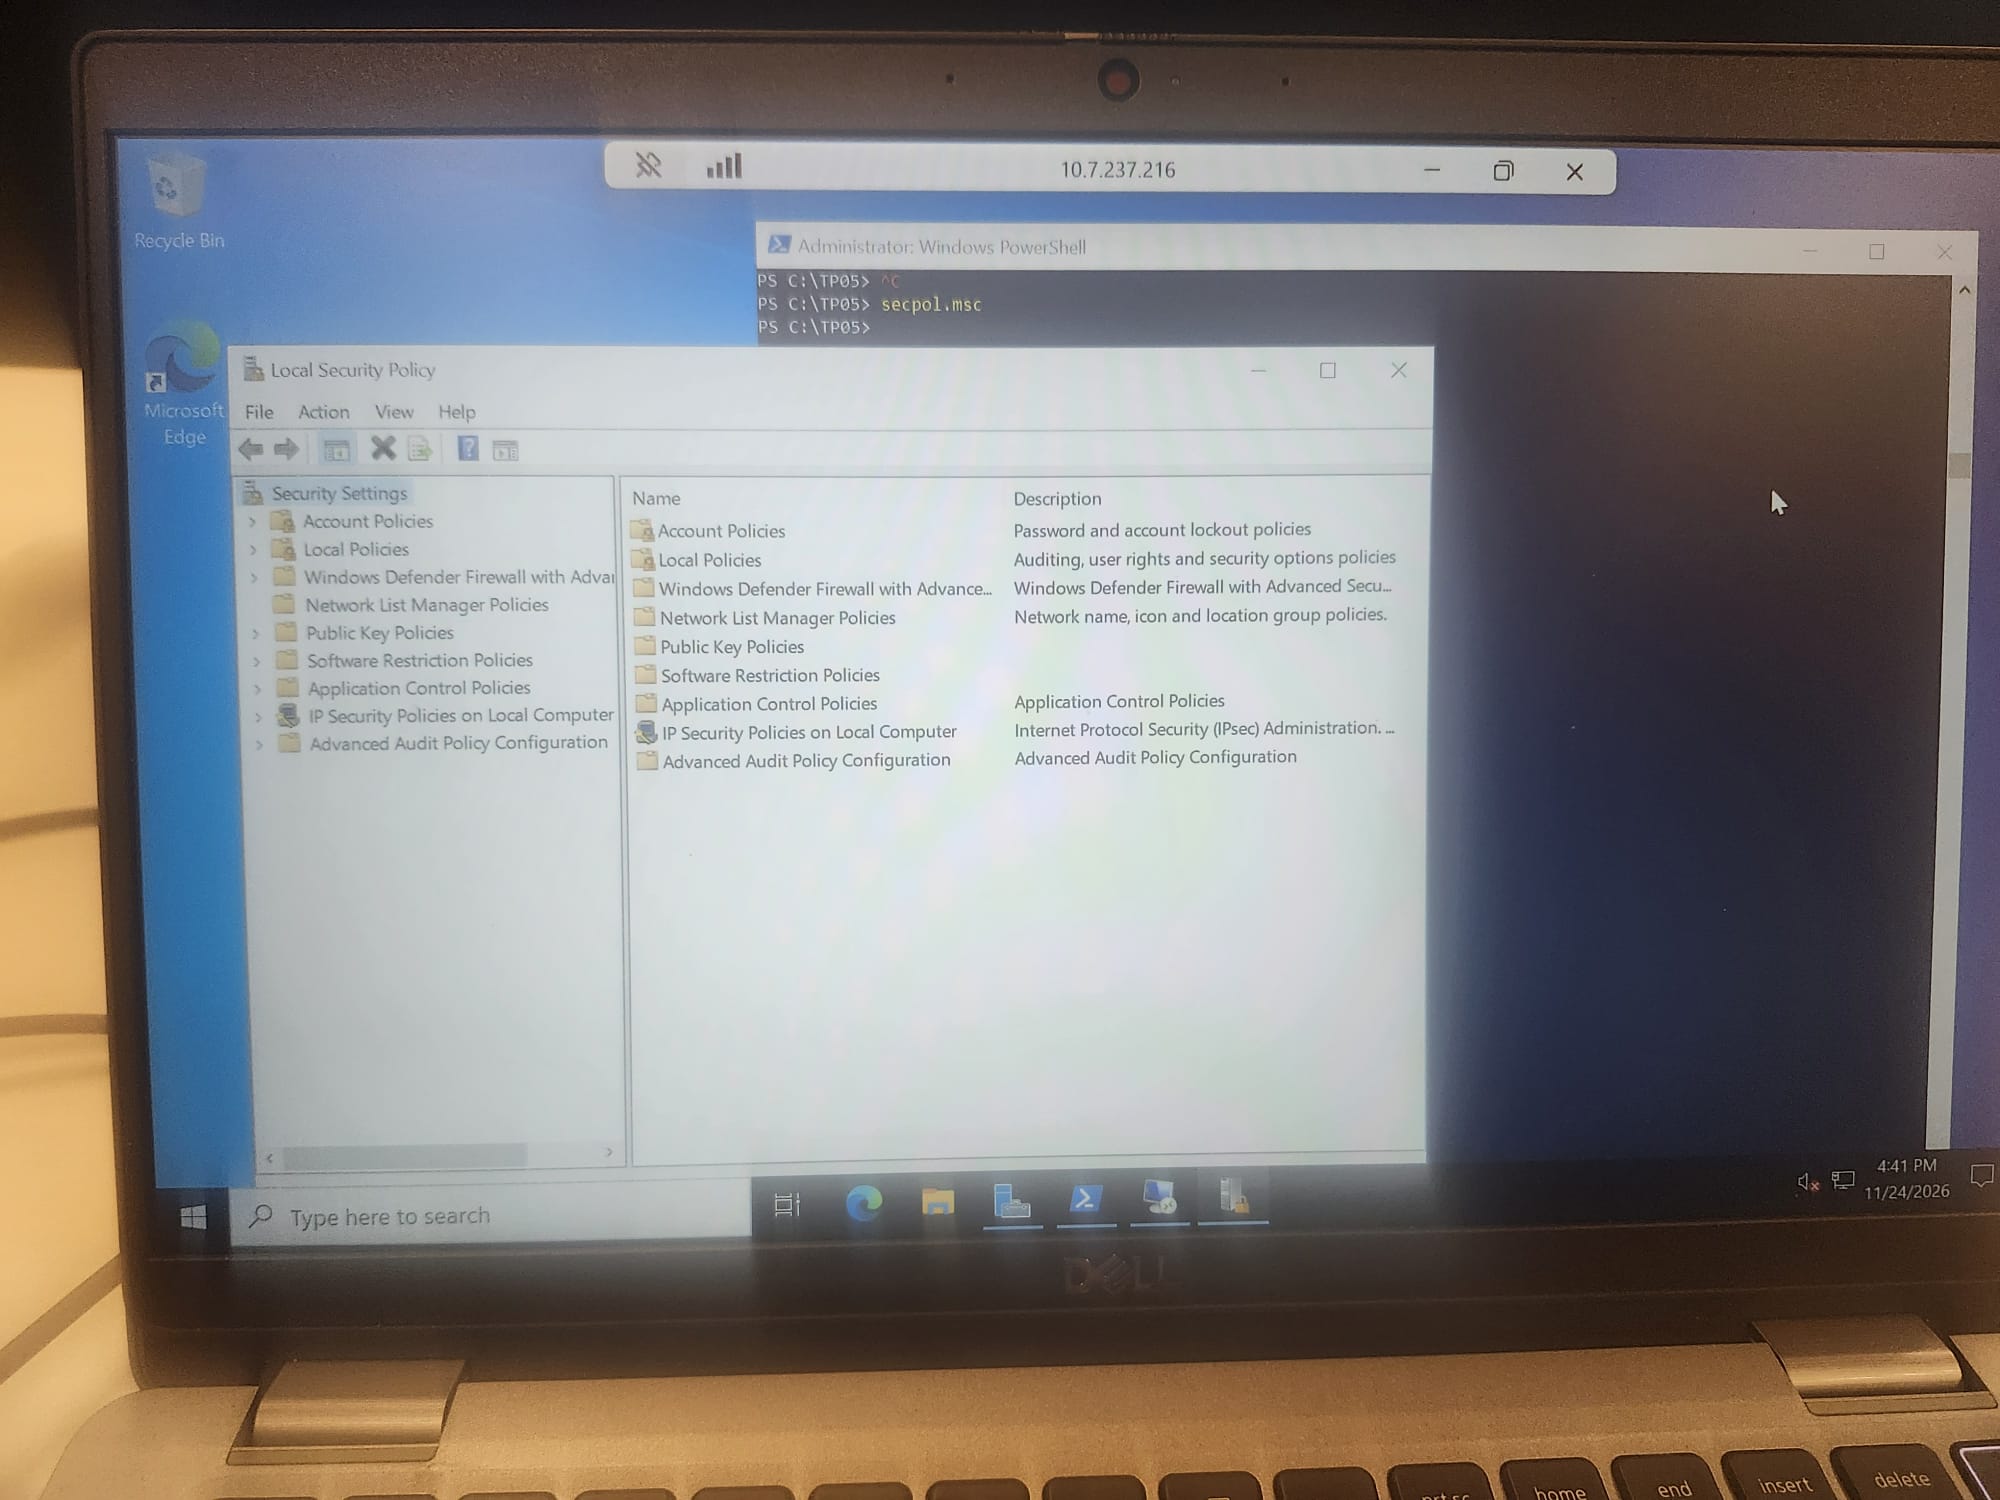 10.7.237.216
Recycle Bin
Administrator: Windows PowerShell
PS C:\TP05> ^C
PS C:\TP05> secpol.msc
PS C:\TP05>
Microsoft
Edge
Local Security Policy
File Action View Help
Security Settings
Account Policies
Local Policies
Windows Defender Firewall with Advai
Network List Manager Policies
Public Key Policies
Software Restriction Policies
Application Control Policies
IP Security Policies on Local Computer
Advanced Audit Policy Configuration
Name Description
Account Policies Password and account lockout policies
Local Policies Auditing, user rights and security options policies
Windows Defender Firewall with Advance... Windows Defender Firewall with Advanced Secu...
Network List Manager Policies Network name, icon and location group policies.
Public Key Policies
Software Restriction Policies
Application Control Policies Application Control Policies
IP Security Policies on Local Computer Internet Protocol Security (IPsec) Administration. ...
Advanced Audit Policy Configuration Advanced Audit Policy Configuration
Type here to search
4:41 PM
11/24/2026
DELL
home end insert delete